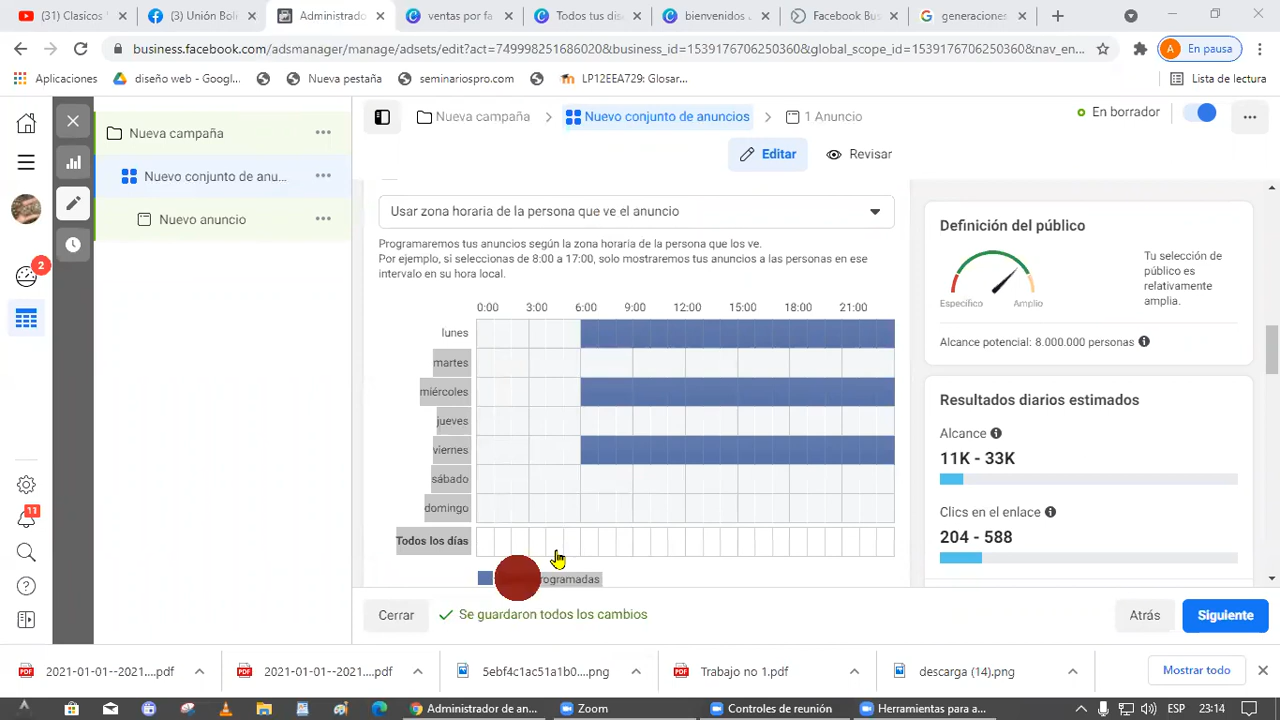 (31) Clasicos
(3) Unión Boli
Administrado
ventas por fa
Todos tus dis
bienvenidos
Facebook Bus
generaciones
business.facebook.com/adsmanager/manage/adsets/edit?act=749998251686020&business_id=1539176706250360&global_scope_id=1539176706250360&nav_en...
A En pausa
Aplicaciones
diseño web - Googl...
Nueva pestaña
seminariospro.com
LP12EEA729: Glosar...
Lista de lectura
Nueva campaña
Nuevo conjunto de anu...
Nuevo anuncio
2
11
Nueva campaña
Nuevo conjunto de anuncios
1 Anuncio
En borrador
Editar
Revisar
Usar zona horaria de la persona que ve el anuncio
Programaremos tus anuncios según la zona horaria de la persona que los ve.
Por ejemplo, si seleccionas de 8:00 a 17:00, solo mostraremos tus anuncios a las personas en ese
intervalo en su hora local.
0:00 3:00 6:00 9:00 12:00 15:00 18:00 21:00
lunes
martes
miércoles
jueves
viernes
sábado
domingo
Todos los días
Definición del público
Tu selección de
público es
relativamente
amplia.
Específico
Amplio
Alcance potencial: 8.000.000 personas
Resultados diarios estimados
Alcance
11K - 33K
Clics en el enlace
204 - 588
Cerrar
Se guardaron todos los cambios
Atrás
Siguiente
2021-01-01--2021....pdf
2021-01-01--2021....pdf
5ebf4c1ac51a1b0....png
Trabajo no 1.pdf
descarga (14).png
Mostrar todo
Administrador de an...
Zoom
Controles de reunión
Herramientas para a...
ESP
23:14